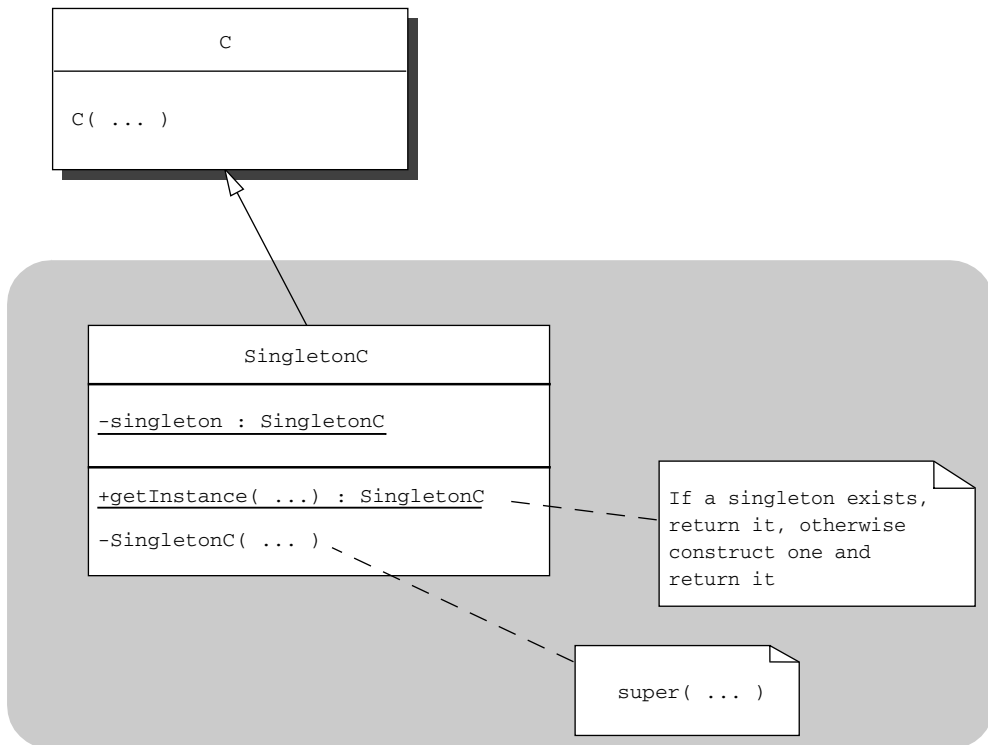 C
C( ... )
SingletonC
-singleton : SingletonC
+getInstance( ...) : SingletonC
-SingletonC( ... )
If a singleton exists,
return it, otherwise
construct one and
return it
super( ... )